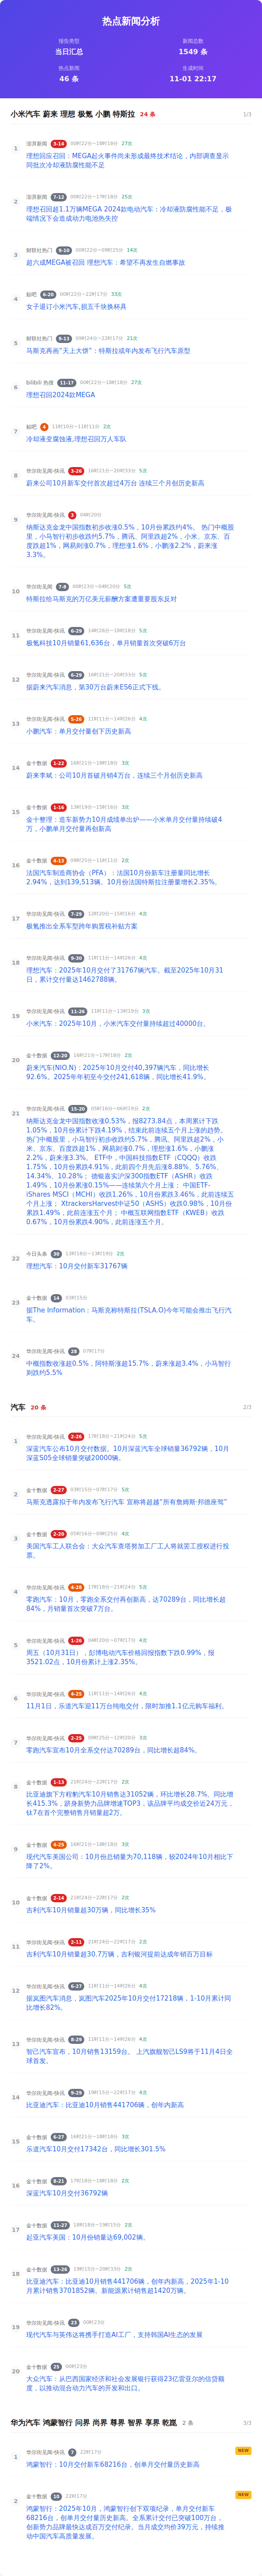 热点新闻分析
报告类型
新闻总数
当日汇总
1549 条
热点新闻
生成时间
46 条
11-01 22:17
小米汽车 蔚来 理想 极氪 小鹏 特斯拉 24 条 1/3
1
澎湃新闻 3-14 00时22分~18时18分 27次
理想回应召回：MEGA起火事件尚未形成最终技术结论，内部调查显示
同批次冷却液防腐性能不足
2
澎湃新闻 7-12 00时22分~17时18分 25次
理想召回超1.1万辆MEGA 2024款电动汽车：冷却液防腐性能不足，极
端情况下会造成动力电池热失控
3
财联社热门 9-10 00时22分~09时25分 14次
超六成MEGA被召回 理想汽车：希望不再发生自燃事故
4
贴吧 6-20 00时22分~22时17分 33次
女子退订小米汽车,损五千块换杯具
5
财联社热门 5-13 09时24分~22时17分 21次
马斯克再画“天上大饼”：特斯拉或年内发布飞行汽车原型
6
bilibili 热搜 11-17 00时22分~18时18分 27次
理想召回2024款MEGA
7
贴吧 4 11时10分~11时11分 2次
冷却液变腐蚀液,理想召回万人车队
8
华尔街见闻-快讯 3-26 16时21分~20时33分 5次
蔚来公司10月新车交付首次超过4万台 连续三个月创历史新高
9
华尔街见闻-快讯 3 04时20分
纳斯达克金龙中国指数初步收涨0.5%，10月份累跌约4%。 热门中概股
里，小马智行初步收跌约5.7%，腾讯、阿里跌超2%，小米、京东、百
度跌超1%，网易则涨0.7%，理想涨1.6%，小鹏涨2.2%，蔚来涨
3.3%。
10
华尔街见闻 7-8 00时23分~04时20分 5次
特斯拉给马斯克的万亿美元薪酬方案遭重要股东反对
11
华尔街见闻-快讯 6-29 14时26分~18时18分 5次
极氪科技10月销量61,636台，单月销量首次突破6万台
12
华尔街见闻-快讯 6-29 16时21分~20时33分 5次
据蔚来汽车消息，第30万台蔚来ES6正式下线。
13
华尔街见闻-快讯 5-26 11时11分~14时26分 4次
小鹏汽车：单月交付量创下历史新高
14
金十数据 1-22 16时21分~18时18分 3次
蔚来李斌：公司10月首破月销4万台，连续三个月创历史新高
15
金十数据 1-16 13时19分~15时16分 3次
金十整理：造车新势力10月成绩单出炉——小米单月交付量持续破4
万，小鹏单月交付量再创新高
16
金十数据 4-13 09时25分~11时11分 2次
法国汽车制造商协会（PFA）：法国10月份新车注册量同比增长
2.94%，达到139,513辆。10月份法国特斯拉注册量增长2.35%。
17
华尔街见闻-快讯 7-29 12时20分~15时16分 4次
极氪推出全系车型跨年购置税补贴方案
18
华尔街见闻-快讯 9-30 11时11分~14时26分 4次
理想汽车：2025年10月交付了31767辆汽车。截至2025年10月31
日，累计交付量达1462788辆。
19
华尔街见闻-快讯 11-26 11时11分~13时19分 3次
小米汽车：2025年10月，小米汽车交付量持续超过40000台。
20
金十数据 12-20 16时21分~17时18分 2次
蔚来汽车(NIO.N)：2025年10月交付40,397辆汽车，同比增长
92.6%。2025年年初至今交付241,618辆，同比增长41.9%。
21
华尔街见闻-快讯 15-20 05时16分~06时19分 2次
纳斯达克金龙中国指数收涨0.53%，报8273.84点，本周累计下跌
1.05%，10月份累计下跌4.19%，结束此前连续五个月上涨的趋势。
热门中概股里，小马智行初步收跌约5.7%，腾讯、阿里跌超2%，小
米、京东、百度跌超1%，网易则涨0.7%，理想涨1.6%，小鹏涨
2.2%，蔚来涨3.3%。 ETF中，中国科技指数ETF（CQQQ）收跌
1.75%，10月份累跌4.91%，此前四个月先后涨8.88%、5.76%、
14.34%、10.28%； 德银嘉实沪深300指数ETF（ASHR）收跌
1.49%，10月份累涨0.15%——连续第六个月上涨； 中国ETF-
iShares MSCI（MCHI）收跌1.26%，10月份累跌3.46%，此前连续五
个月上涨； XtrackersHarvest中证50（ASHS）收跌0.98%，10月份
累跌1.49%，此前连涨五个月； 中概互联网指数ETF（KWEB）收跌
0.67%，10月份累跌4.90%，此前连涨五个月。
22
今日头条 30 13时18分~13时19分 2次
理想汽车：10月交付新车31767辆
23
金十数据 14 03时15分
据The Information：马斯克称特斯拉(TSLA.O)今年可能会推出飞行汽
车。
24
华尔街见闻-快讯 28 07时17分
中概指数收涨超0.5%，阿特斯涨超15.7%，蔚来涨超3.4%，小马智行
则跌约5.5%
汽车 20 条 2/3
1
华尔街见闻-快讯 2-26 17时18分~21时24分 5次
深蓝汽车公布10月交付数据。10月深蓝汽车全球销量36792辆，10月
深蓝S05全球销量突破20000辆。
2
金十数据 2-27 03时15分~07时17分 5次
马斯克透露拟于年内发布飞行汽车 宣称将超越“所有詹姆斯·邦德座驾”
3
金十数据 2-20 05时16分~09时25分 4次
美国汽车工人联合会：大众汽车查塔努加工厂工人将就罢工授权进行投
票。
4
华尔街见闻-快讯 4-28 17时18分~21时24分 5次
零跑汽车：10月，零跑全系交付再创新高，达70289台，同比增长超
84%，月销量首次突破7万台。
5
华尔街见闻-快讯 1-26 04时20分~07时17分 4次
周五（10月31日），彭博电动汽车价格回报指数下跌0.99%，报
3521.02点，10月份累计上涨2.35%。
6
华尔街见闻-快讯 4-25 11时11分~14时26分 4次
11月1日，乐道汽车迎11万台纯电交付，限时加推1.1亿元购车福利。
7
金十数据 2-25 09时25分~12时20分 3次
零跑汽车宣布10月全系交付达70289台，同比增长超84%。
8
金十数据 1-13 21时24分~22时17分 2次
比亚迪旗下方程豹汽车10月销售达31052辆，环比增长28.7%，同比增
长415.3%，跻身新势力品牌增速TOP3，该品牌平均成交价近24万元，
钛7在首个完整销售月销量超2万。
9
金十数据 4-25 16时21分~18时18分 3次
现代汽车美国公司：10月份总销量为70,118辆，较2024年10月相比下
降了2%。
10
金十数据 2-14 21时24分~22时17分 2次
吉利汽车10月销量超30万辆，同比增长35%
11
金十数据 2-11 21时24分~22时17分 2次
吉利汽车10月销量超30.7万辆，吉利银河提前达成年销百万目标
12
华尔街见闻-快讯 6-27 11时11分~14时26分 4次
据岚图汽车消息，岚图汽车2025年10月交付17218辆，1-10月累计同
比增长82%。
13
华尔街见闻-快讯 8-29 11时11分~14时26分 4次
智己汽车宣布，10月销售13159台。 上汽旗舰智己LS9将于11月4日全
球首发。
14
华尔街见闻-快讯 9-29 19时15分~22时17分 4次
比亚迪汽车：比亚迪10月销售441706辆，创年内新高
15
金十数据 6-27 16时21分~18时18分 3次
乐道汽车10月交付17342台，同比增长301.5%
16
金十数据 8-21 17时18分~18时18分 2次
深蓝汽车10月交付36792辆
17
金十数据 11-27 18时18分~19时15分 2次
起亚汽车美国：10月份销量达69,002辆。
18
金十数据 13-26 19时15分~20时33分 2次
比亚迪汽车：比亚迪10月销售441706辆，创年内新高，2025年1-10
月累计销售3701852辆。新能源累计销售超1420万辆。
19
华尔街见闻-快讯 23 00时23分
现代汽车与英伟达将携手打造AI工厂，支持韩国AI生态的发展
20
金十数据 25 00时23分
大众汽车：从巴西国家经济和社会发展银行获得23亿雷亚尔的信贷额
度，以推动混合动力汽车的开发和出口。
华为汽车 鸿蒙智行 问界 尚界 尊界 智界 享界 乾崑 2 条 3/3
1
华尔街见闻-快讯 7 22时17分
NEW
鸿蒙智行：10月交付新车68216台，创单月交付量历史新高
2
金十数据 10 22时17分
NEW
鸿蒙智行：2025年10月，鸿蒙智行创下双项纪录，单月交付新车
68216台，创单月交付量历史新高。全系累计交付已突破100万台，
创新势力品牌最快达成百万交付纪录。当月成交均价39万元，持续推
动中国汽车高质量发展。